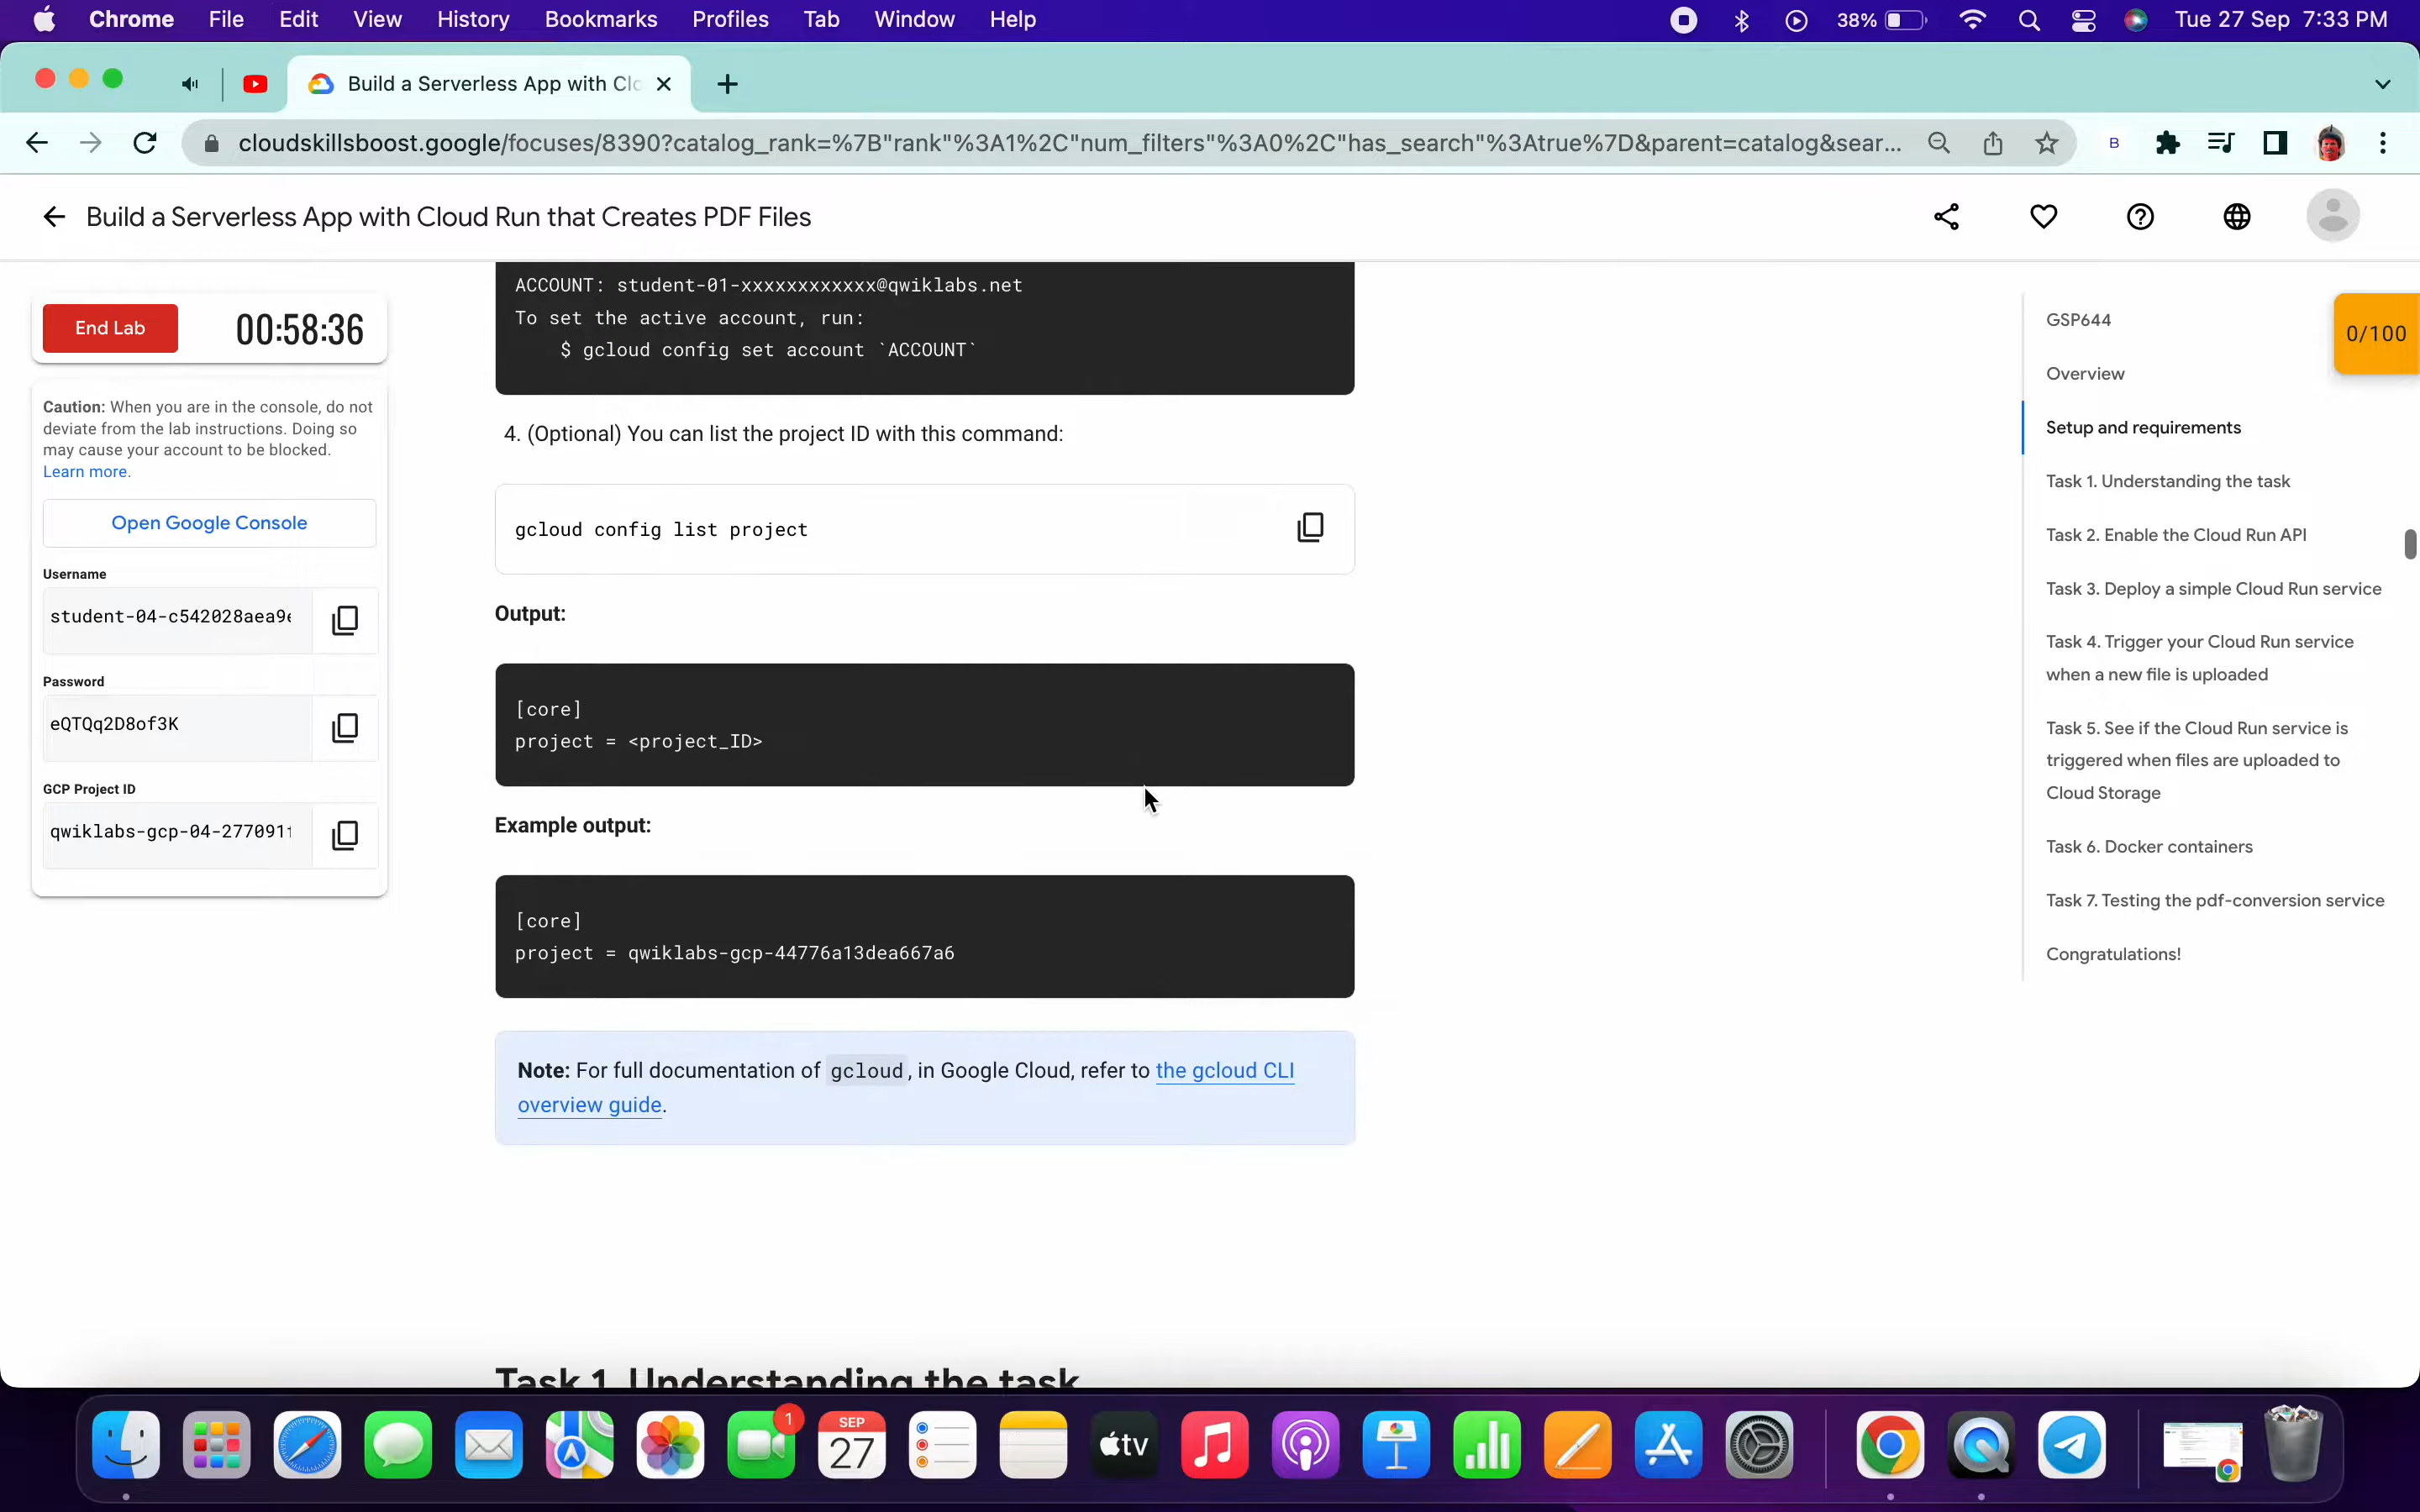 Chrome File Edit View History Bookmarks Profiles Tab Window Help 38% Tue 27 Sep 7:33 PM
Build a Serverless App with Clo
cloudskillsboost.google/focuses/8390?catalog_rank=%7B"rank"%3A1%2C"num_filters"%3A0%2C"has_search"%3Atrue%7D&parent=catalog&sear... B
Build a Serverless App with Cloud Run that Creates PDF Files
End Lab 00:58:36
Caution: When you are in the console, do not
deviate from the lab instructions. Doing so
may cause your account to be blocked.
Learn more.
Open Google Console
Username
student-04-c542028aea9e
Password
eQTQq2D8of3K
GCP Project ID
qwiklabs-gcp-04-277091f
ACCOUNT: student-01-xxxxxxxxxxxx@qwiklabs.net
To set the active account, run:
$ gcloud config set account `ACCOUNT`
4. (Optional) You can list the project ID with this command:
gcloud config list project
Output:
[core]
project = <project_ID>
Example output:
[core]
project = qwiklabs-gcp-44776a13dea667a6
Note: For full documentation of gcloud, in Google Cloud, refer to the gcloud CLI
overview guide.
Task 1. Understanding the task
GSP644
0/100
Overview
Setup and requirements
Task 1. Understanding the task
Task 2. Enable the Cloud Run API
Task 3. Deploy a simple Cloud Run service
Task 4. Trigger your Cloud Run service
when a new file is uploaded
Task 5. See if the Cloud Run service is
triggered when files are uploaded to
Cloud Storage
Task 6. Docker containers
Task 7. Testing the pdf-conversion service
Congratulations!
1
SEP
27
tv